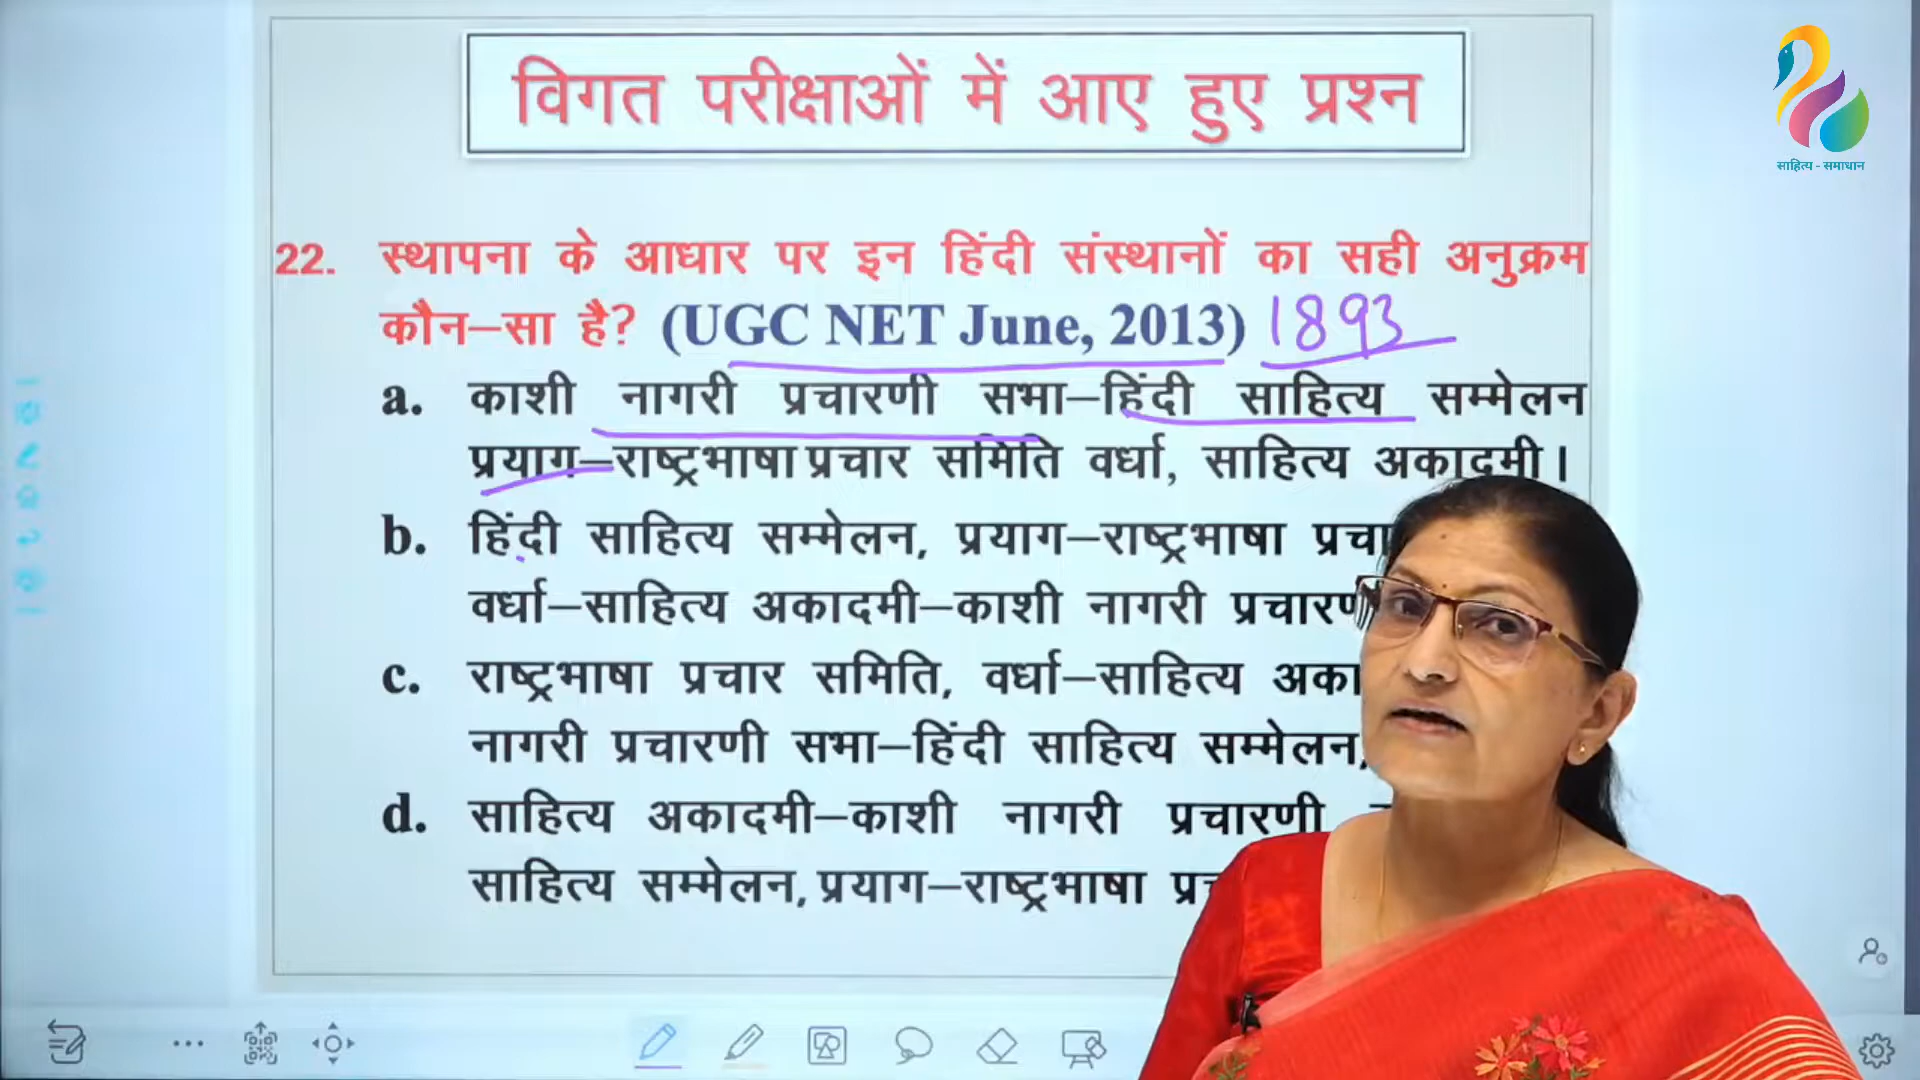 विगत परीक्षाओं में आए हुए प्रश्न
साहित्य - समाधान
22. स्थापना के आधार पर इन हिंदी संस्थानों का सही अनुक्रम
कौन–सा है? (UGC NET June, 2013) 1893
a. काशी नागरी प्रचारणी सभा–हिंदी साहित्य सम्मेलन
प्रयाग–राष्ट्रभाषा प्रचार समिति वर्धा, साहित्य अकादमी।
b. हिंदी साहित्य सम्मेलन, प्रयाग–राष्ट्रभाषा
वर्धा–साहित्य अकादमी–काशी नागरी
c. राष्ट्रभाषा प्रचार समिति, वर्धा–साहित्य
नागरी प्रचारणी सभा–हिंदी साहित्य सम्मेलन,
d. साहित्य अकादमी–काशी नागरी प्रचारणी
साहित्य सम्मेलन, प्रयाग–राष्ट्रभाषा